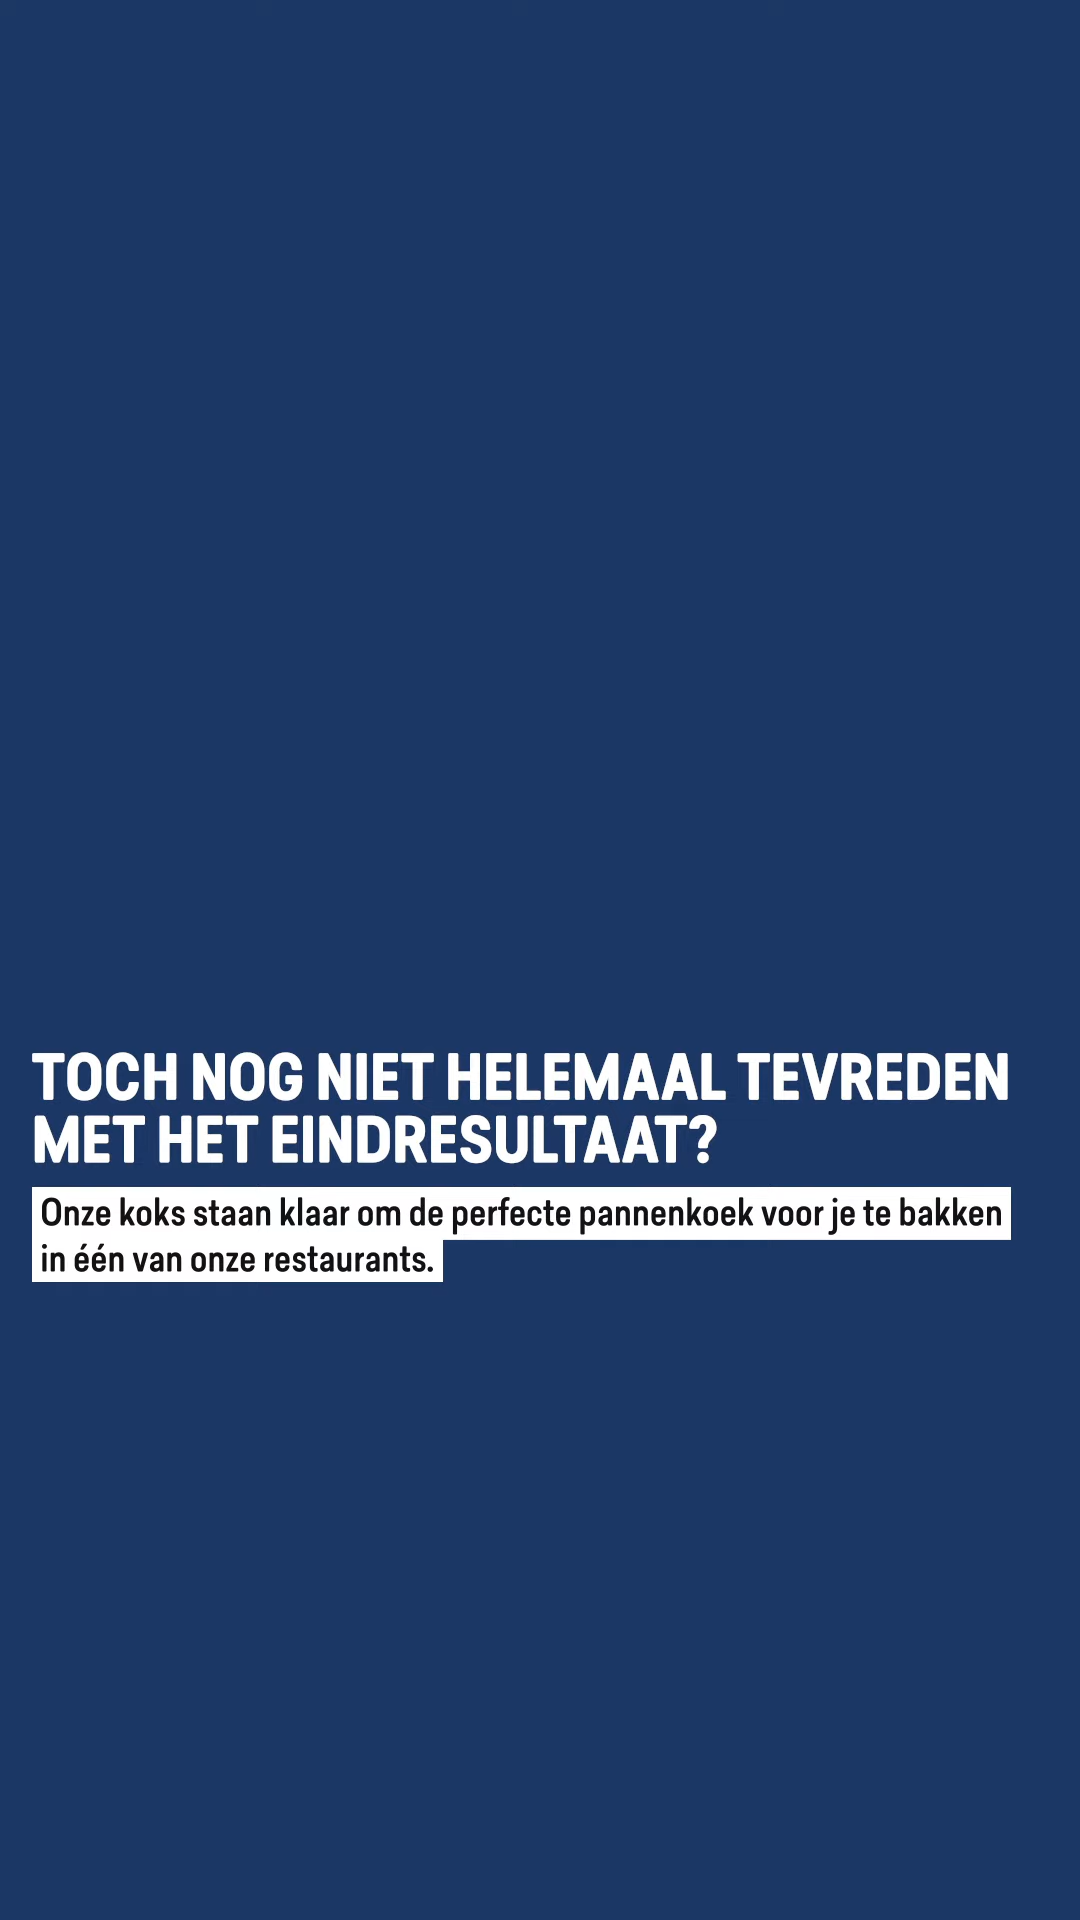 TOCH NOG NIET HELEMAAL TEVREDEN
MET HET EINDRESULTAAT?
Onze koks staan klaar om de perfecte pannenkoek voor je te bakken
in één van onze restaurants.